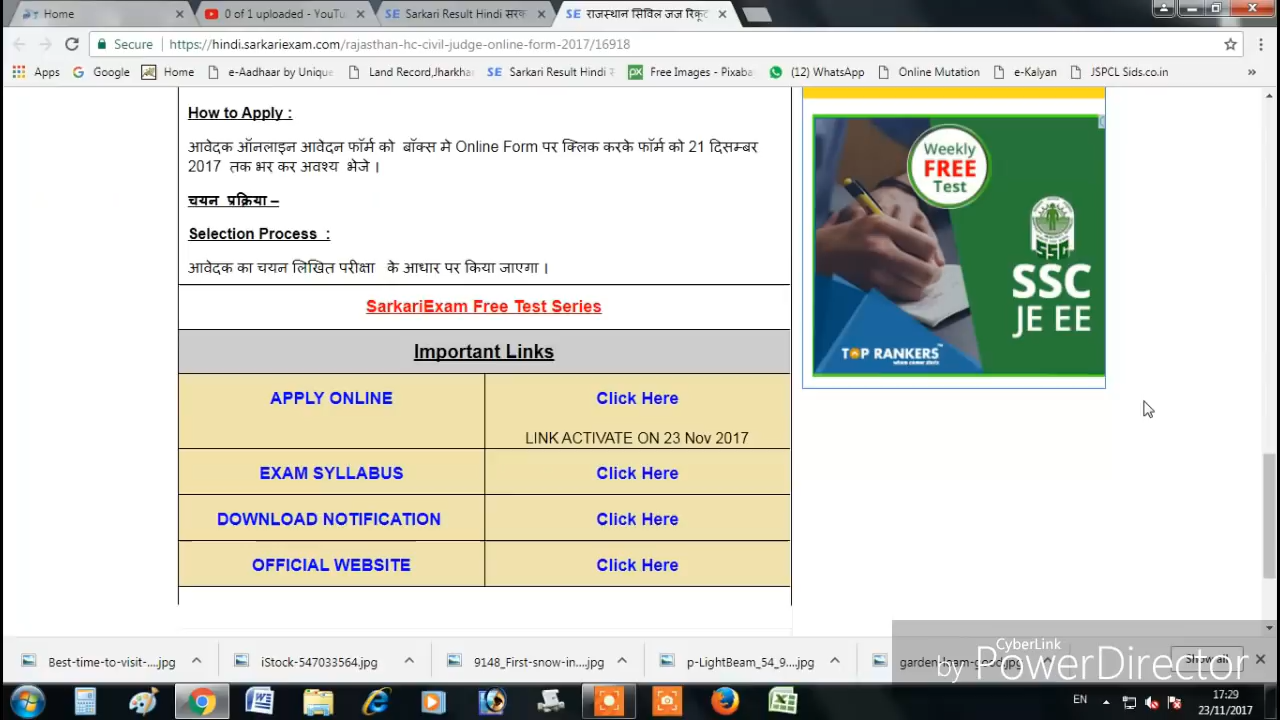 Home
0 of 1 uploaded - YouTu
Sarkari Result Hindi सरक
राजस्थान सिविल जज रिक्रूट
Secure https://hindi.sarkariexam.com/rajasthan-hc-civil-judge-online-form-2017/16918
Apps Google Home e-Aadhaar by Unique Land Record,Jharkha Sarkari Result Hindi Free Images - Pixaba (12) WhatsApp Online Mutation e-Kalyan JSPCL Sids.co.in »
How to Apply :
आवेदक ऑनलाइन आवेदन फॉर्म को बॉक्स मे Online Form पर क्लिक करके फॉर्म को 21 दिसम्बर
2017 तक भर कर अवश्य भेजे ।
चयन प्रक्रिया –
Selection Process :
आवेदक का चयन लिखित परीक्षा के आधार पर किया जाएगा ।
SarkariExam Free Test Series
Important Links
APPLY ONLINE Click Here
LINK ACTIVATE ON 23 Nov 2017
EXAM SYLLABUS Click Here
DOWNLOAD NOTIFICATION Click Here
OFFICIAL WEBSITE Click Here
Weekly
FREE
Test
SSC
SSC
JE EE
TOP RANKERS
CyberLink
by PowerDirector
Best-time-to-visit-....jpg
iStock-547033564.jpg
9148_First-snow-in....jpg
p-LightBeam_54_9....jpg
Show all
EN
17:29
23/11/2017